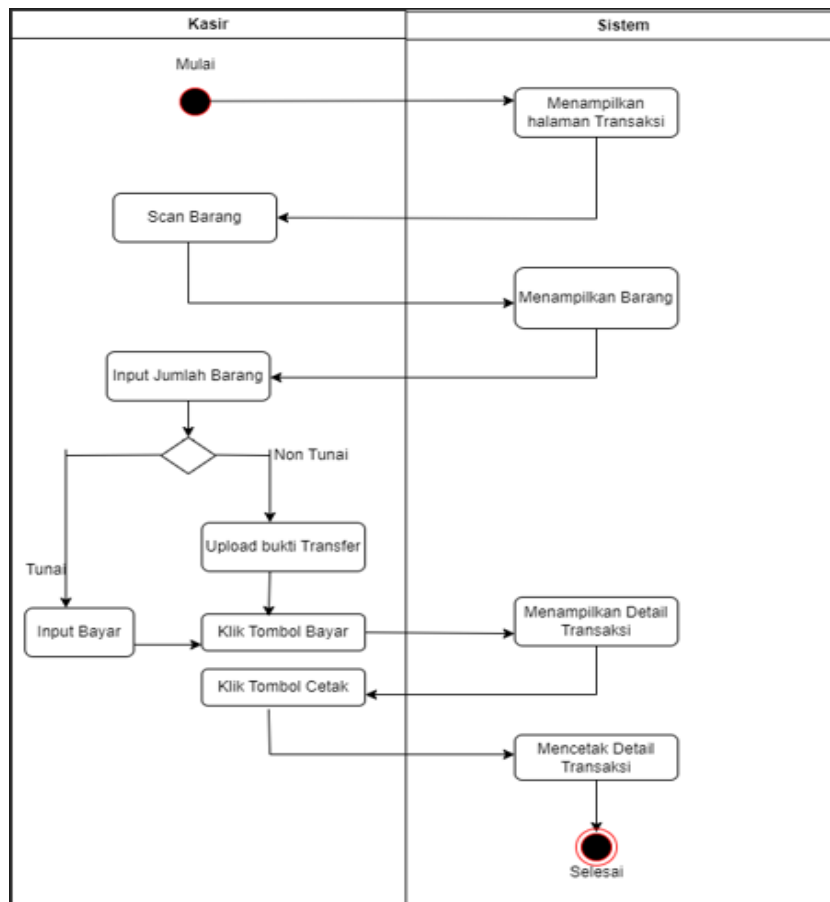 Kasir
Sistem
Mulai
Menampilkan
halaman Transaksi
Scan Barang
Menampilkan Barang
Input Jumlah Barang
Non Tunai
Upload bukti Transfer
Tunai
Input Bayar
Klik Tombol Bayar
Menampilkan Detail
Transaksi
Klik Tombol Cetak
Mencetak Detail
Transaksi
Selesai